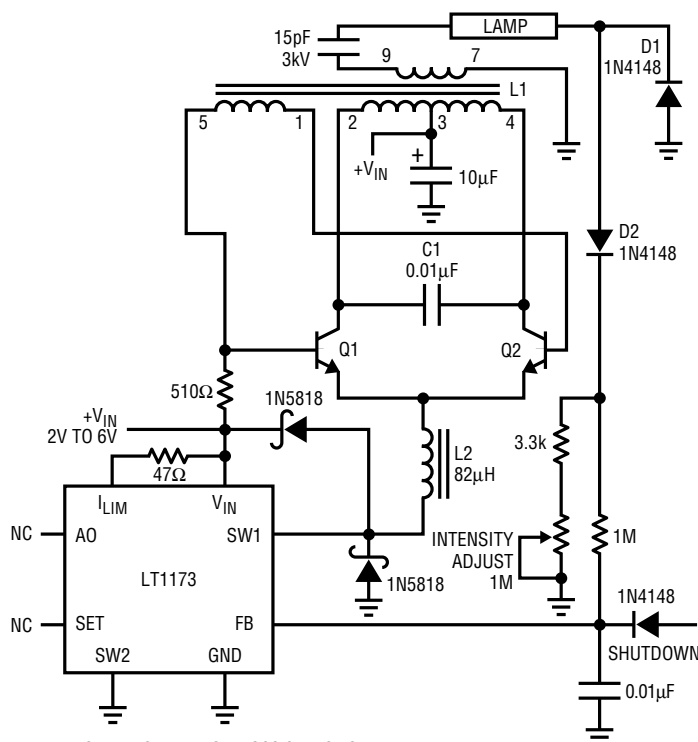 15pF
3kV
LAMP
D1
1N4148
9
7
L1
5
1
2
3
4
+VIN
+
10µF
D2
1N4148
C1
0.01µF
Q1
Q2
510Ω
1N5818
+VIN
2V TO 6V
47Ω
L2
82µH
3.3k
ILIM
VIN
NC
AO
SW1
INTENSITY
ADJUST
1M
1M
LT1173
1N5818
1N4148
NC
SET
FB
SHUTDOWN
SW2
GND
0.01µF